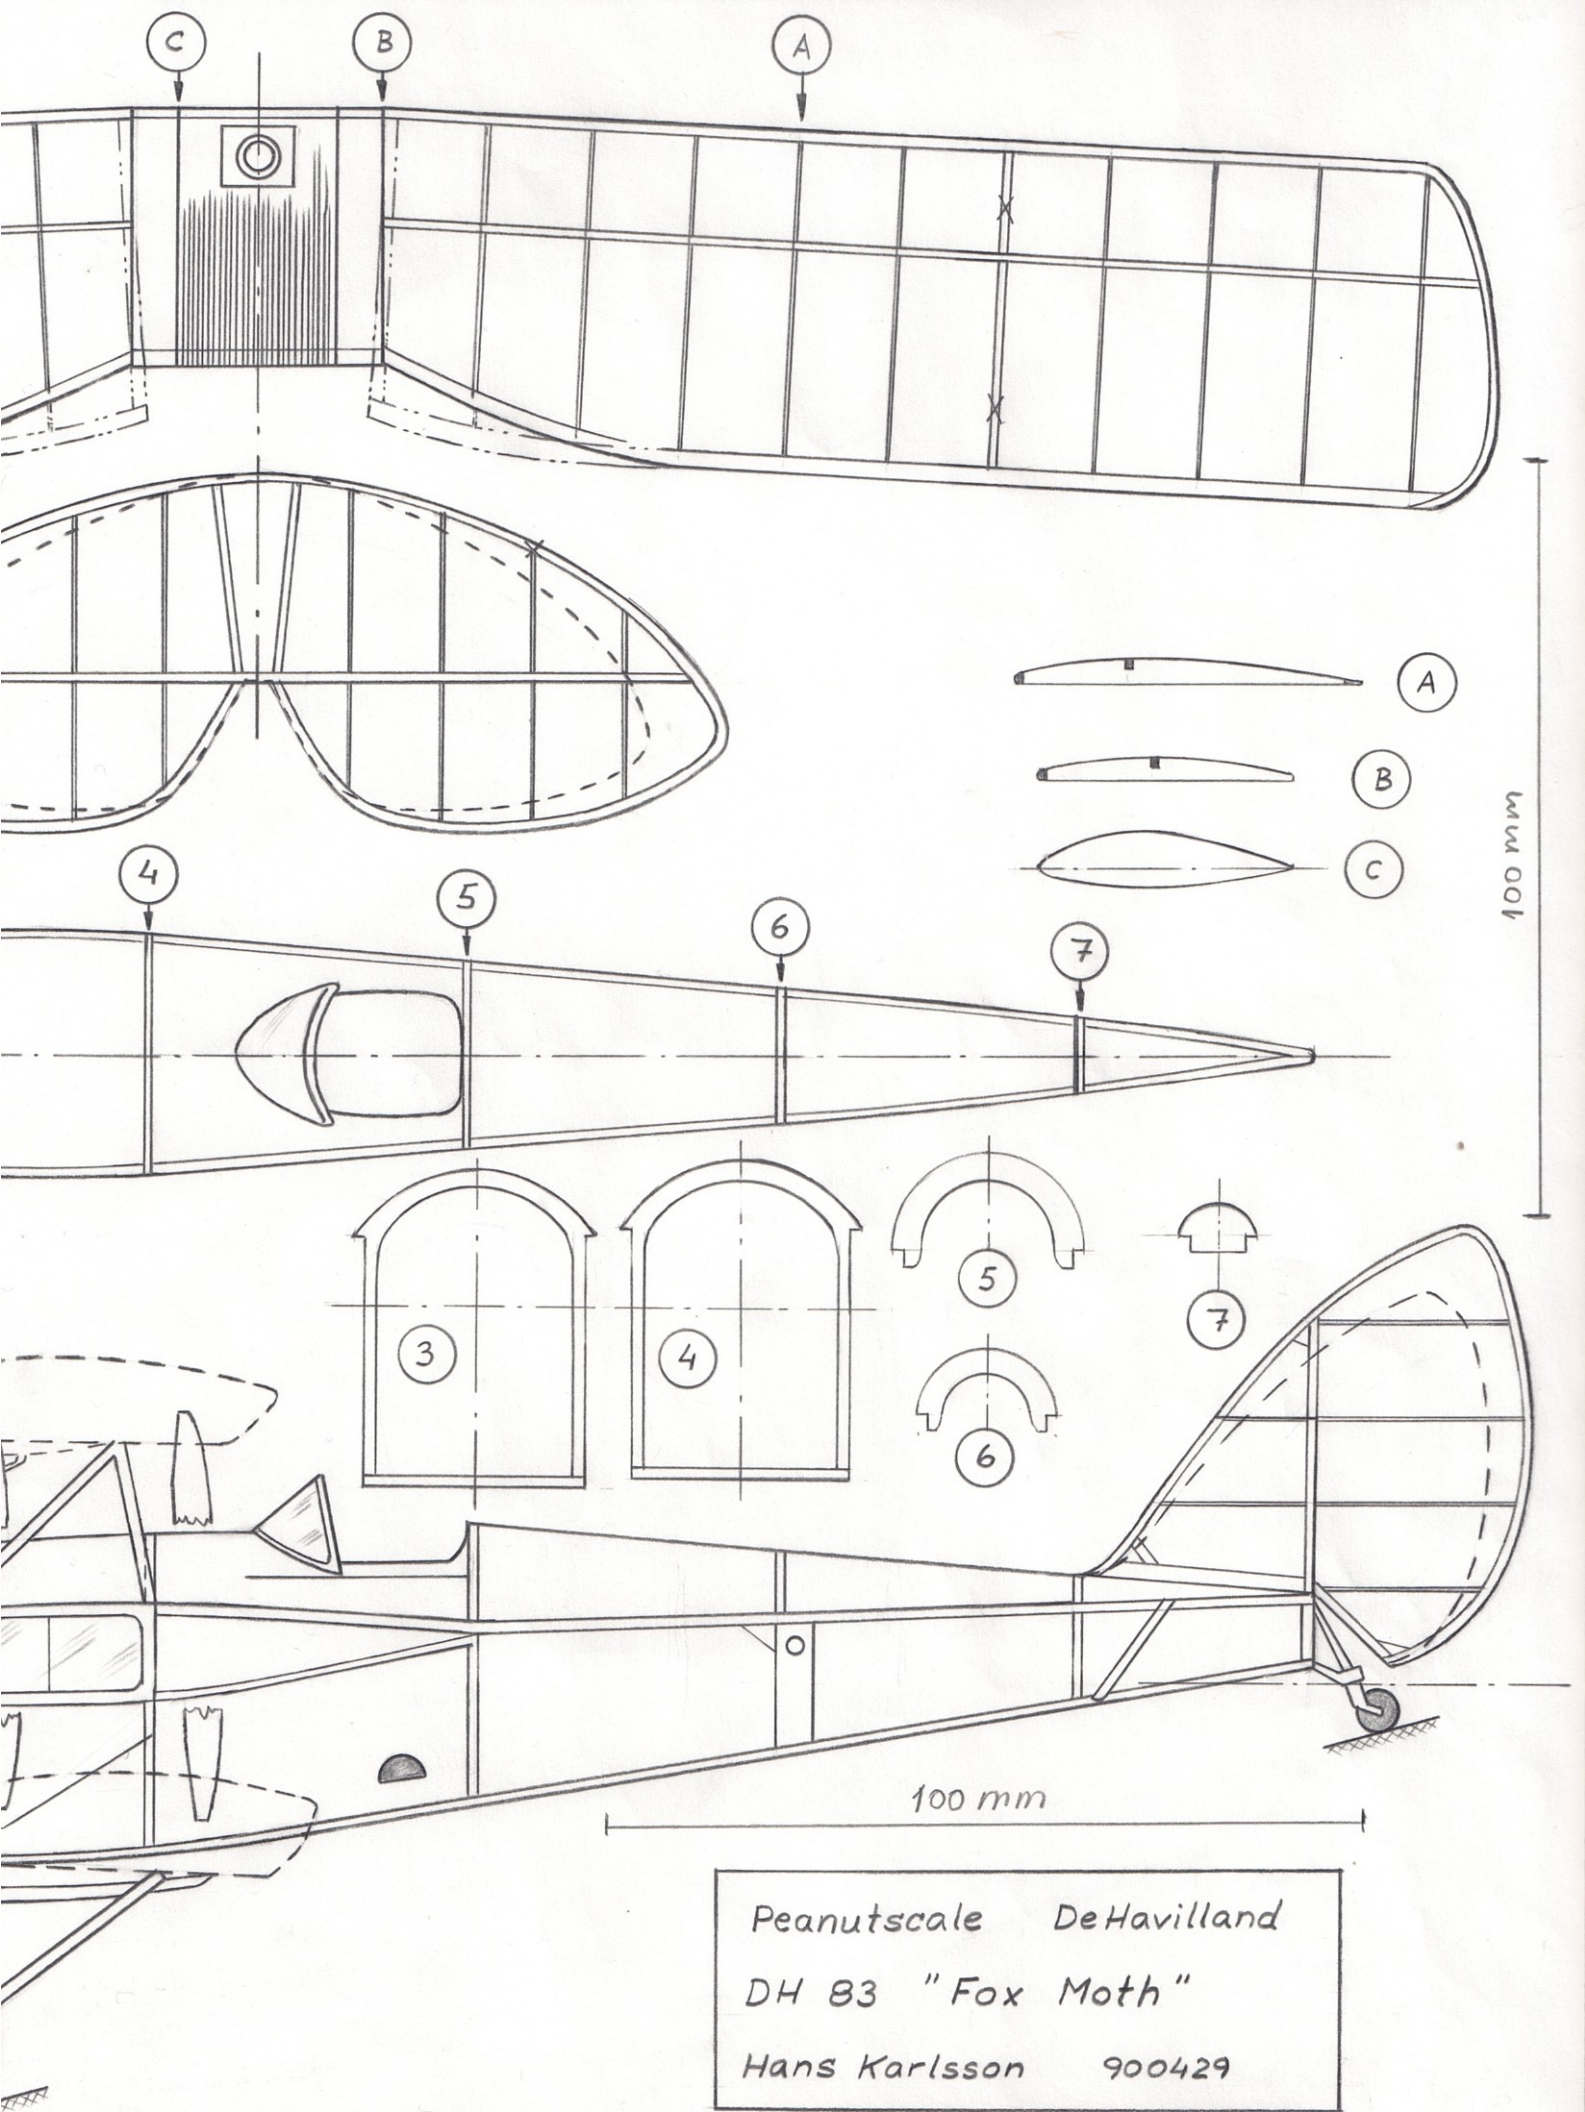 C B A
A
B
C
100 mm
4 5 6 7
5
7
3 4
6
100 mm
Peanutscale DeHavilland
DH 83 "Fox Moth"
Hans Karlsson 900429